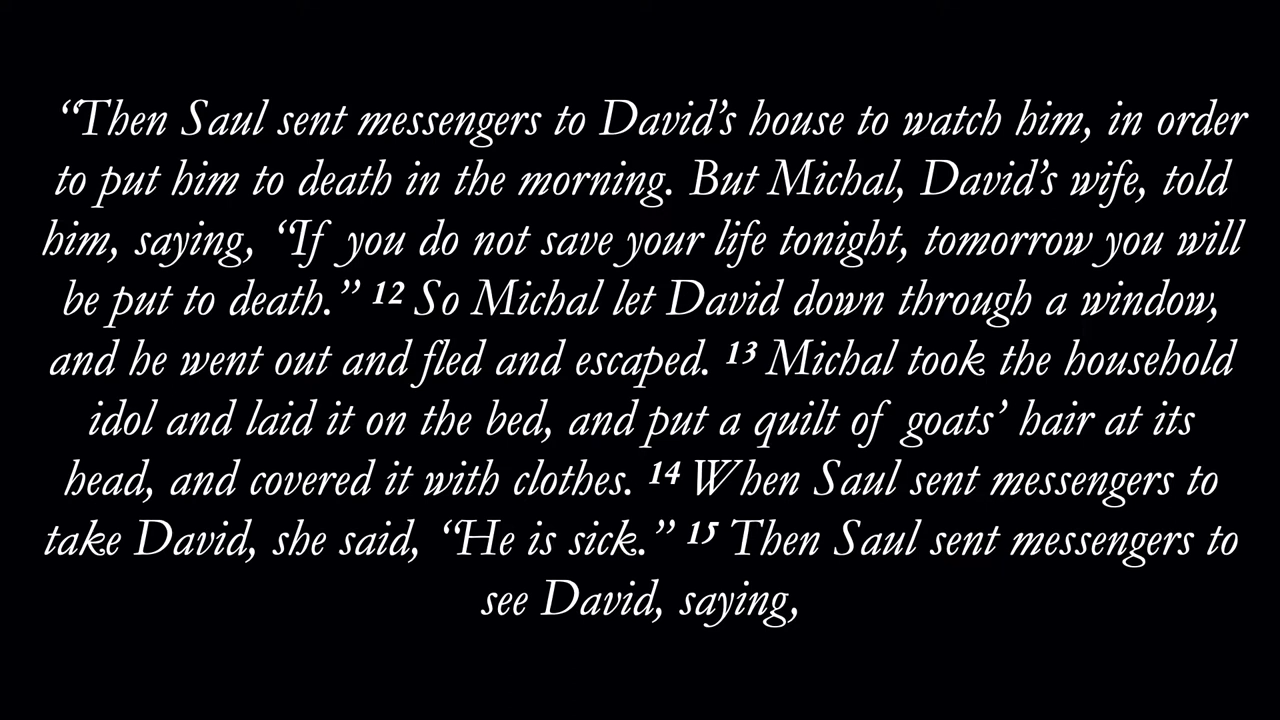 “Then Saul sent messengers to David’s house to watch him, in order
to put him to death in the morning. But Michal, David’s wife, told
him, saying, “If you do not save your life tonight, tomorrow you will
be put to death.” 12 So Michal let David down through a window,
and he went out and fled and escaped. 13 Michal took the household
idol and laid it on the bed, and put a quilt of goats’ hair at its
head, and covered it with clothes. 14 When Saul sent messengers to
take David, she said, “He is sick.” 15 Then Saul sent messengers to
see David, saying,